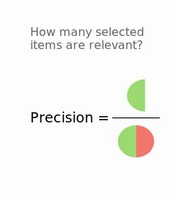 How many selected
items are relevant?
Precision =